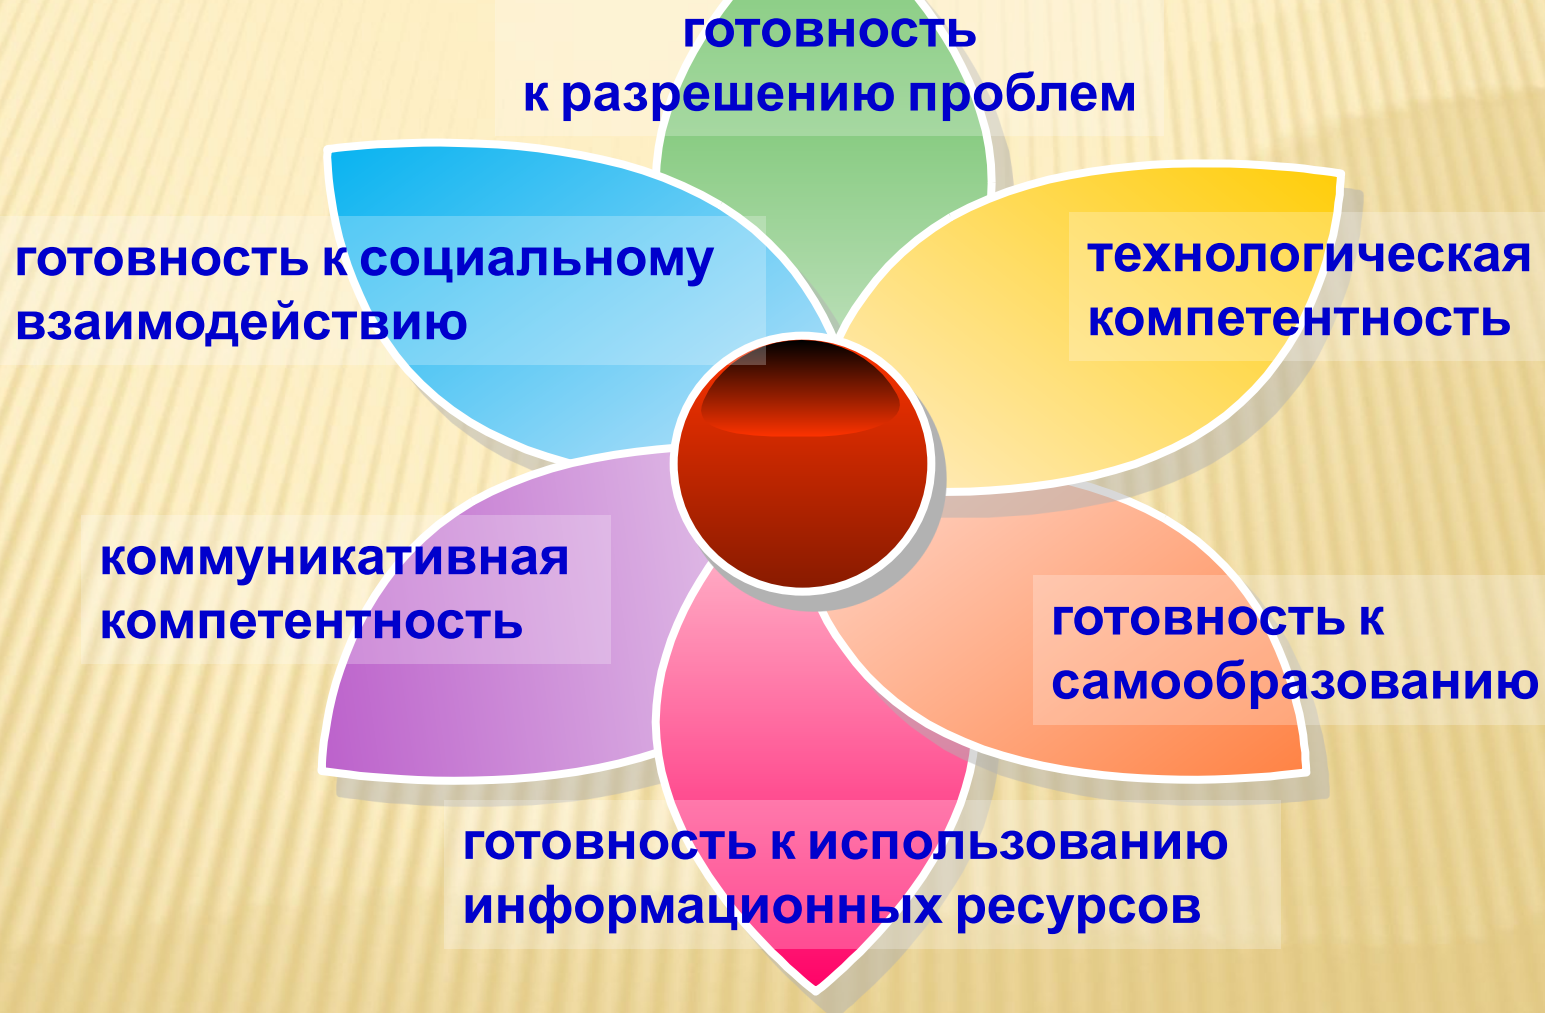 готовность
к разрешению проблем
готовность к социальному
взаимодействию
технологическая
компетентность
коммуникативная
компетентность
готовность к
самообразованию
готовность к использованию
информационных ресурсов